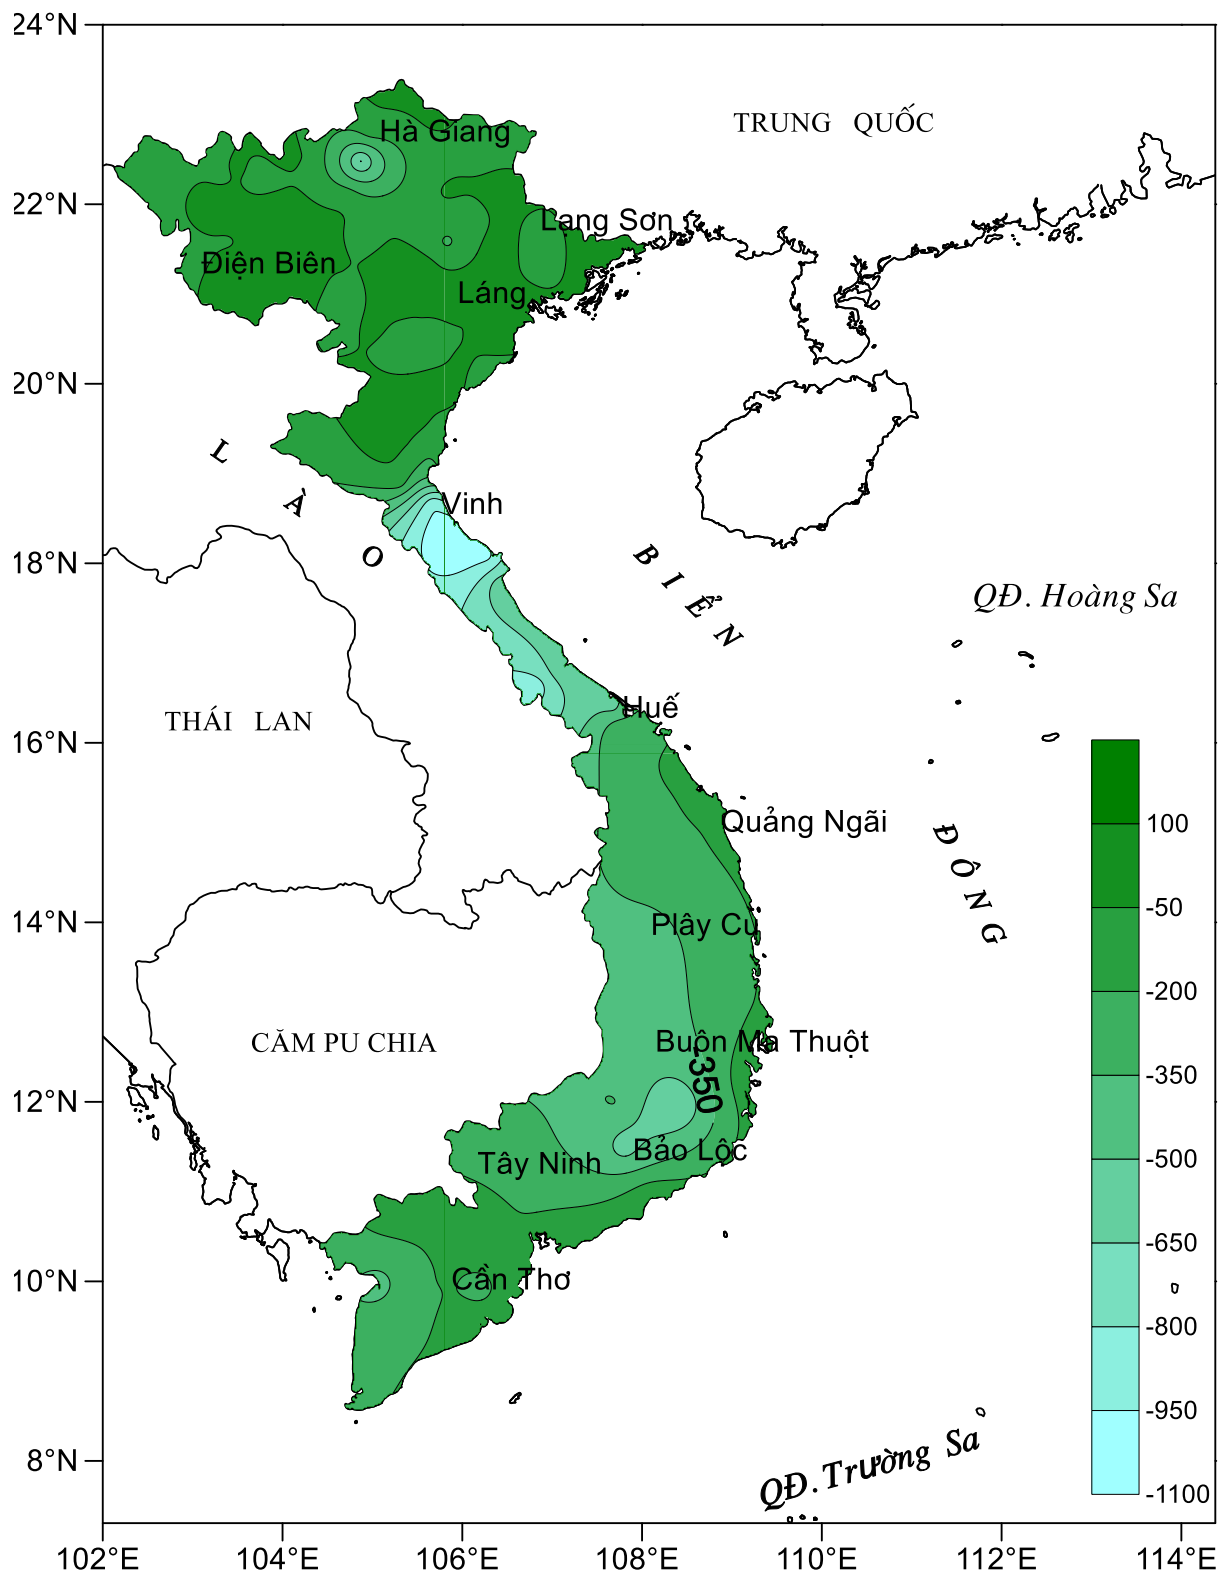 24°N
TRUNG QUỐC
Hà Giang
22°N
Lạng Sơn
Điện Biên
Láng
20°N
LÀO
Vinh
18°N
BIỂN
QĐ. Hoàng Sa
THÁI LAN
Huế
16°N
Quảng Ngãi
ĐÔNG
14°N
Plây Cu
CĂM PU CHIA
Buôn Ma Thuột
-350
12°N
Bảo Lộc
Tây Ninh
10°N
Cần Thơ
8°N
QĐ. Trường Sa
100
-50
-200
-350
-500
-650
-800
-950
-1100
102°E 104°E 106°E 108°E 110°E 112°E 114°E